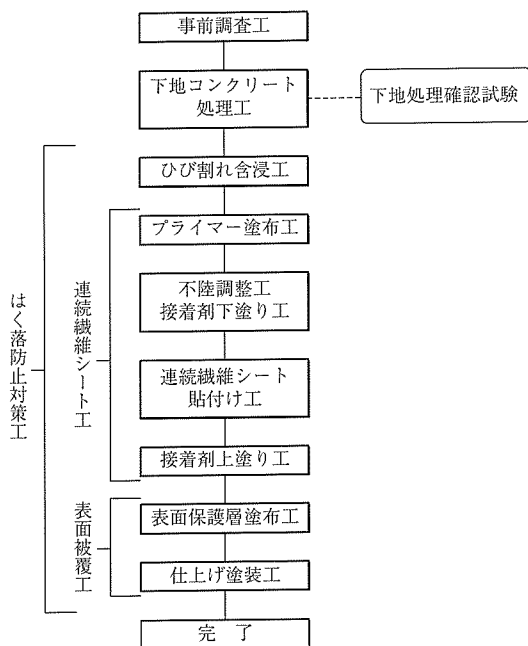 事前調査工
下地コンクリート
処理工
下地処理確認試験
ひび割れ含浸工
プライマー塗布工
不陸調整工
接着剤下塗り工
連続繊維シート
貼付け工
接着剤上塗り工
表面保護層塗布工
仕上げ塗装工
完了
はく落防止対策工
連続繊維シート工
表面被覆工